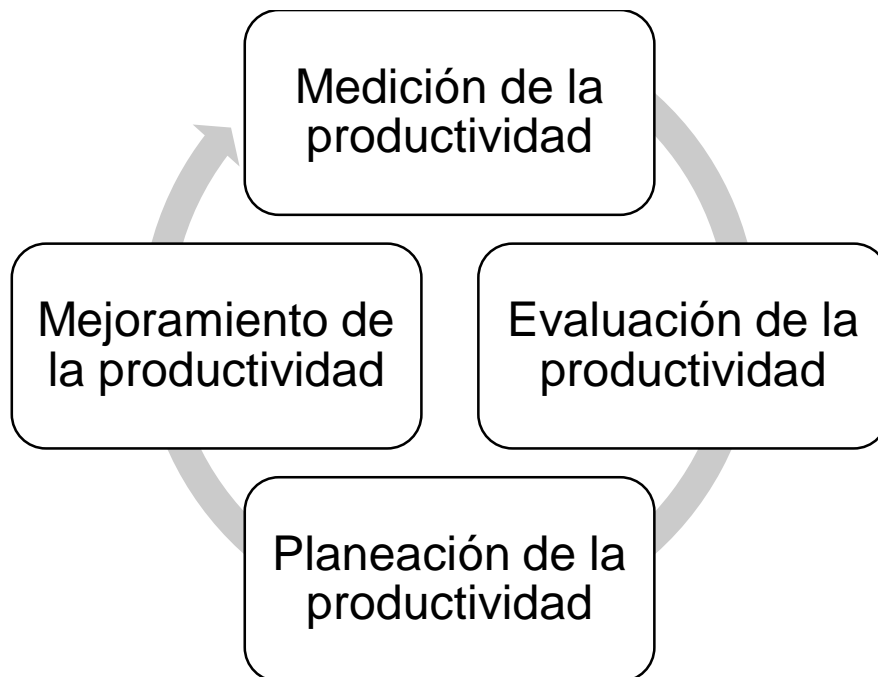 Medición de la
productividad
Evaluación de la
productividad
Planeación de la
productividad
Mejoramiento de
la productividad